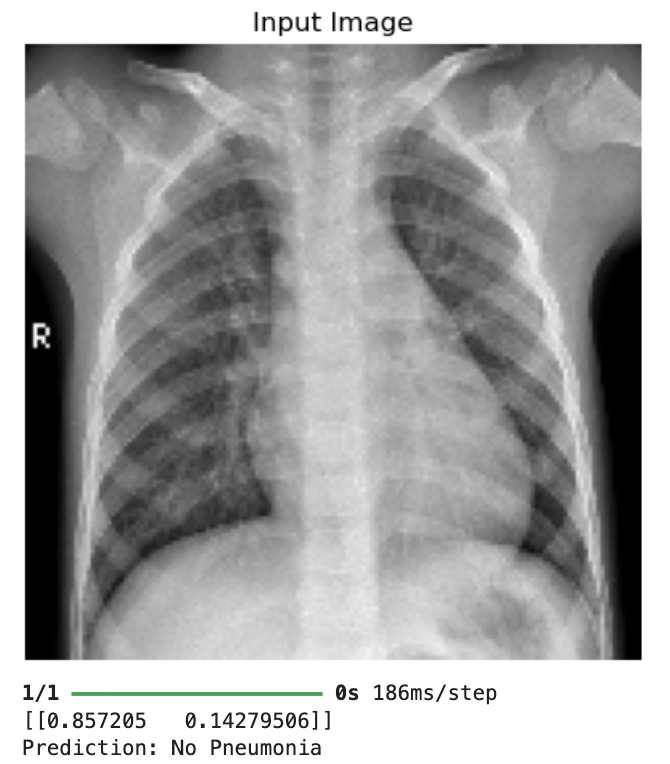 Input Image
R
1/1 0s 186ms/step
[[0.857205   0.14279506]]
Prediction: No Pneumonia